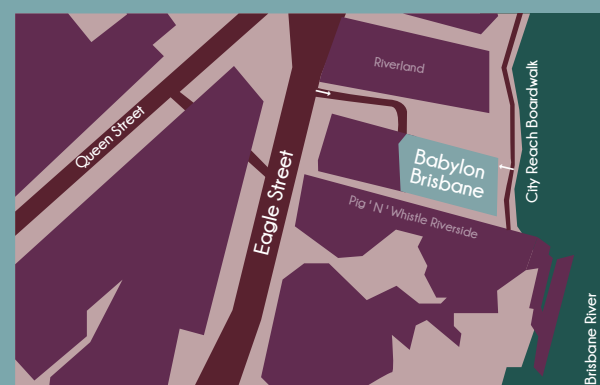 Riverland
City Reach Boardwalk
Queen Street
Babylon
Brisbane
Eagle Street
Pig 'N' Whistle Riverside
Brisbane River